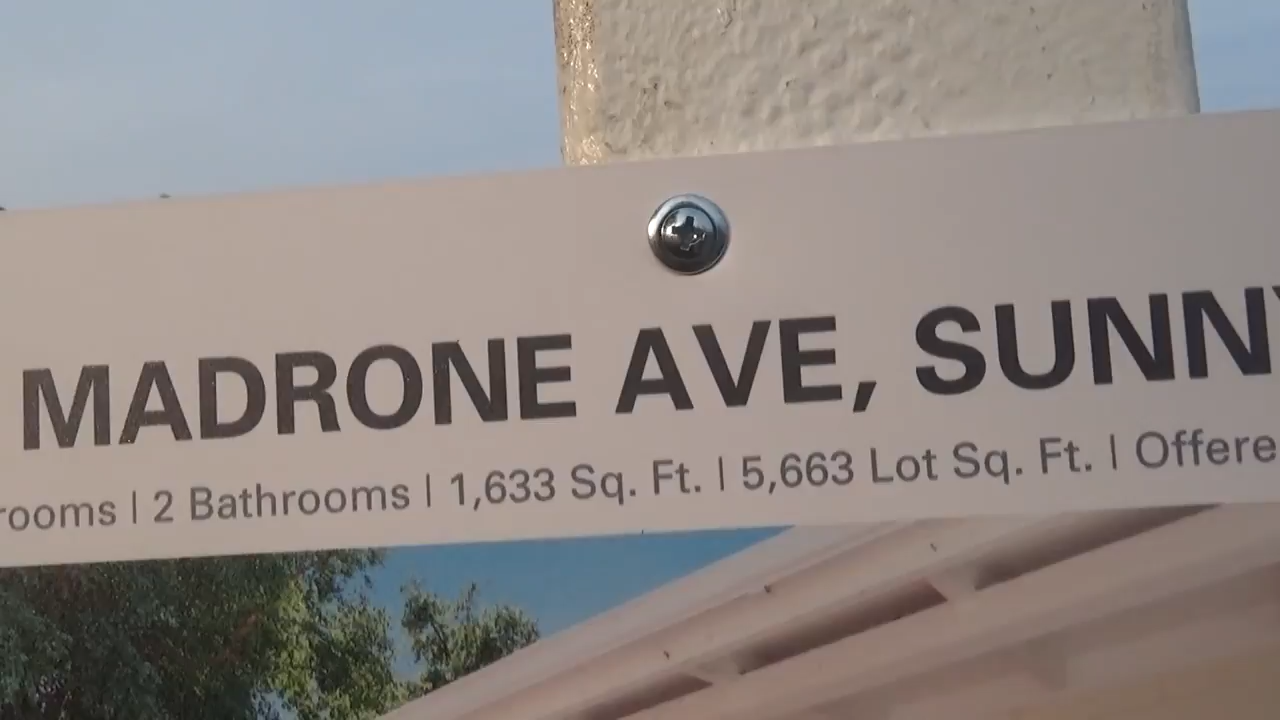 MADRONE AVE, SUNNY
rooms | 2 Bathrooms | 1,633 Sq. Ft. | 5,663 Lot Sq. Ft. | Offere